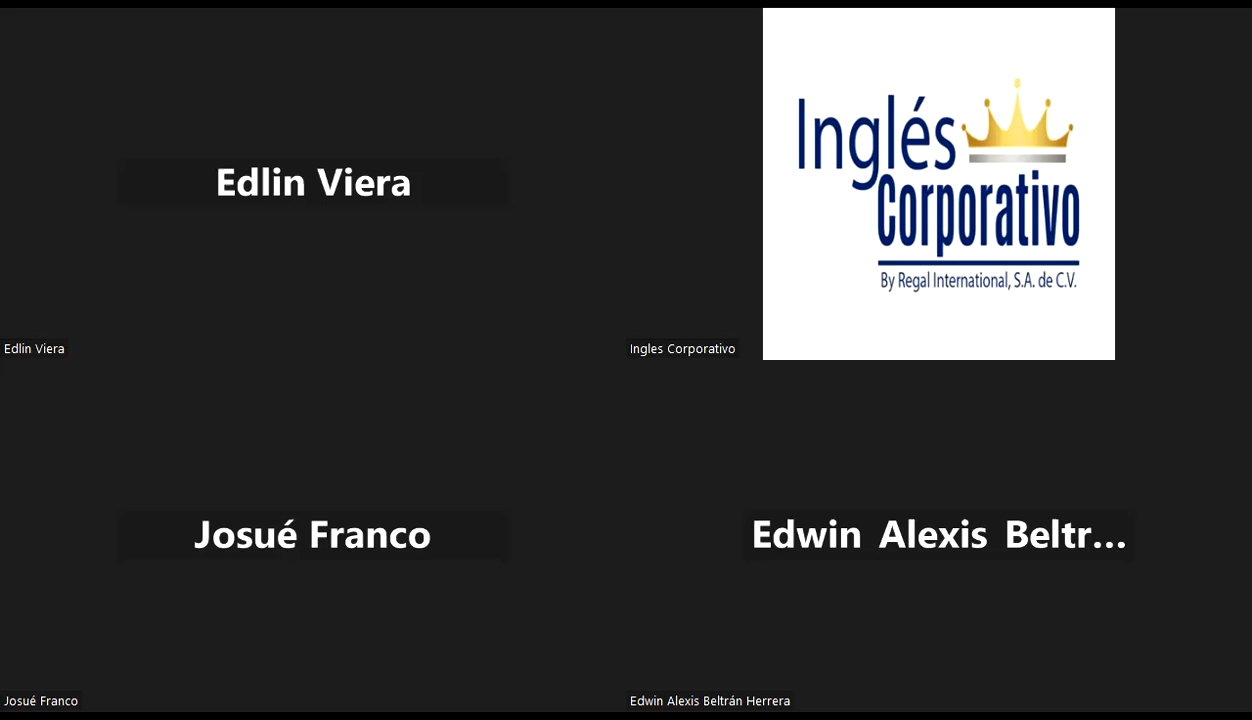 Edlin Viera
Edlin Viera
Inglés
Corporativo
By Regal International, S.A. de C.V.
Ingles Corporativo
Josué Franco
Josué Franco
Edwin Alexis Beltr...
Edwin Alexis Beltrán Herrera